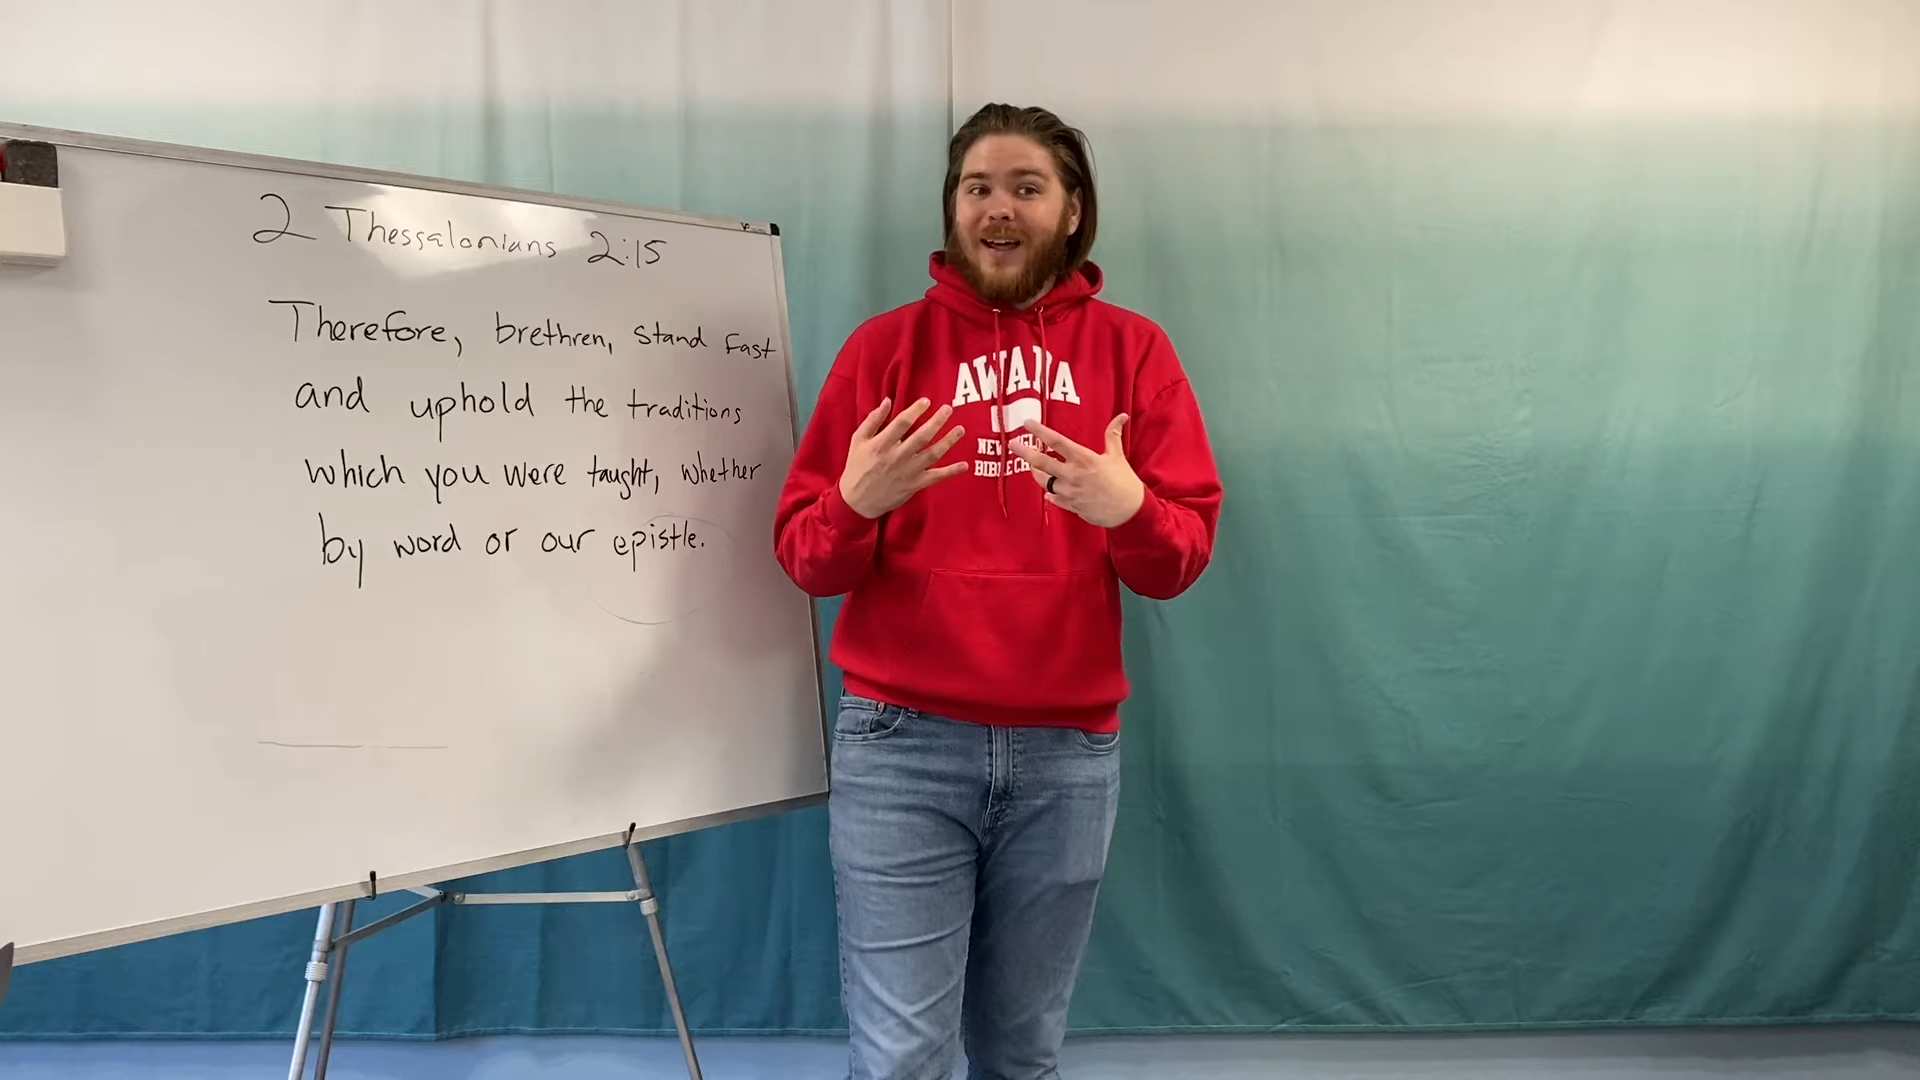 2 Thessalonians 2:15
Therefore, brethren, stand fast
and uphold the traditions
which you were taught, whether
by word or our epistle.
AWANA
BIBLE